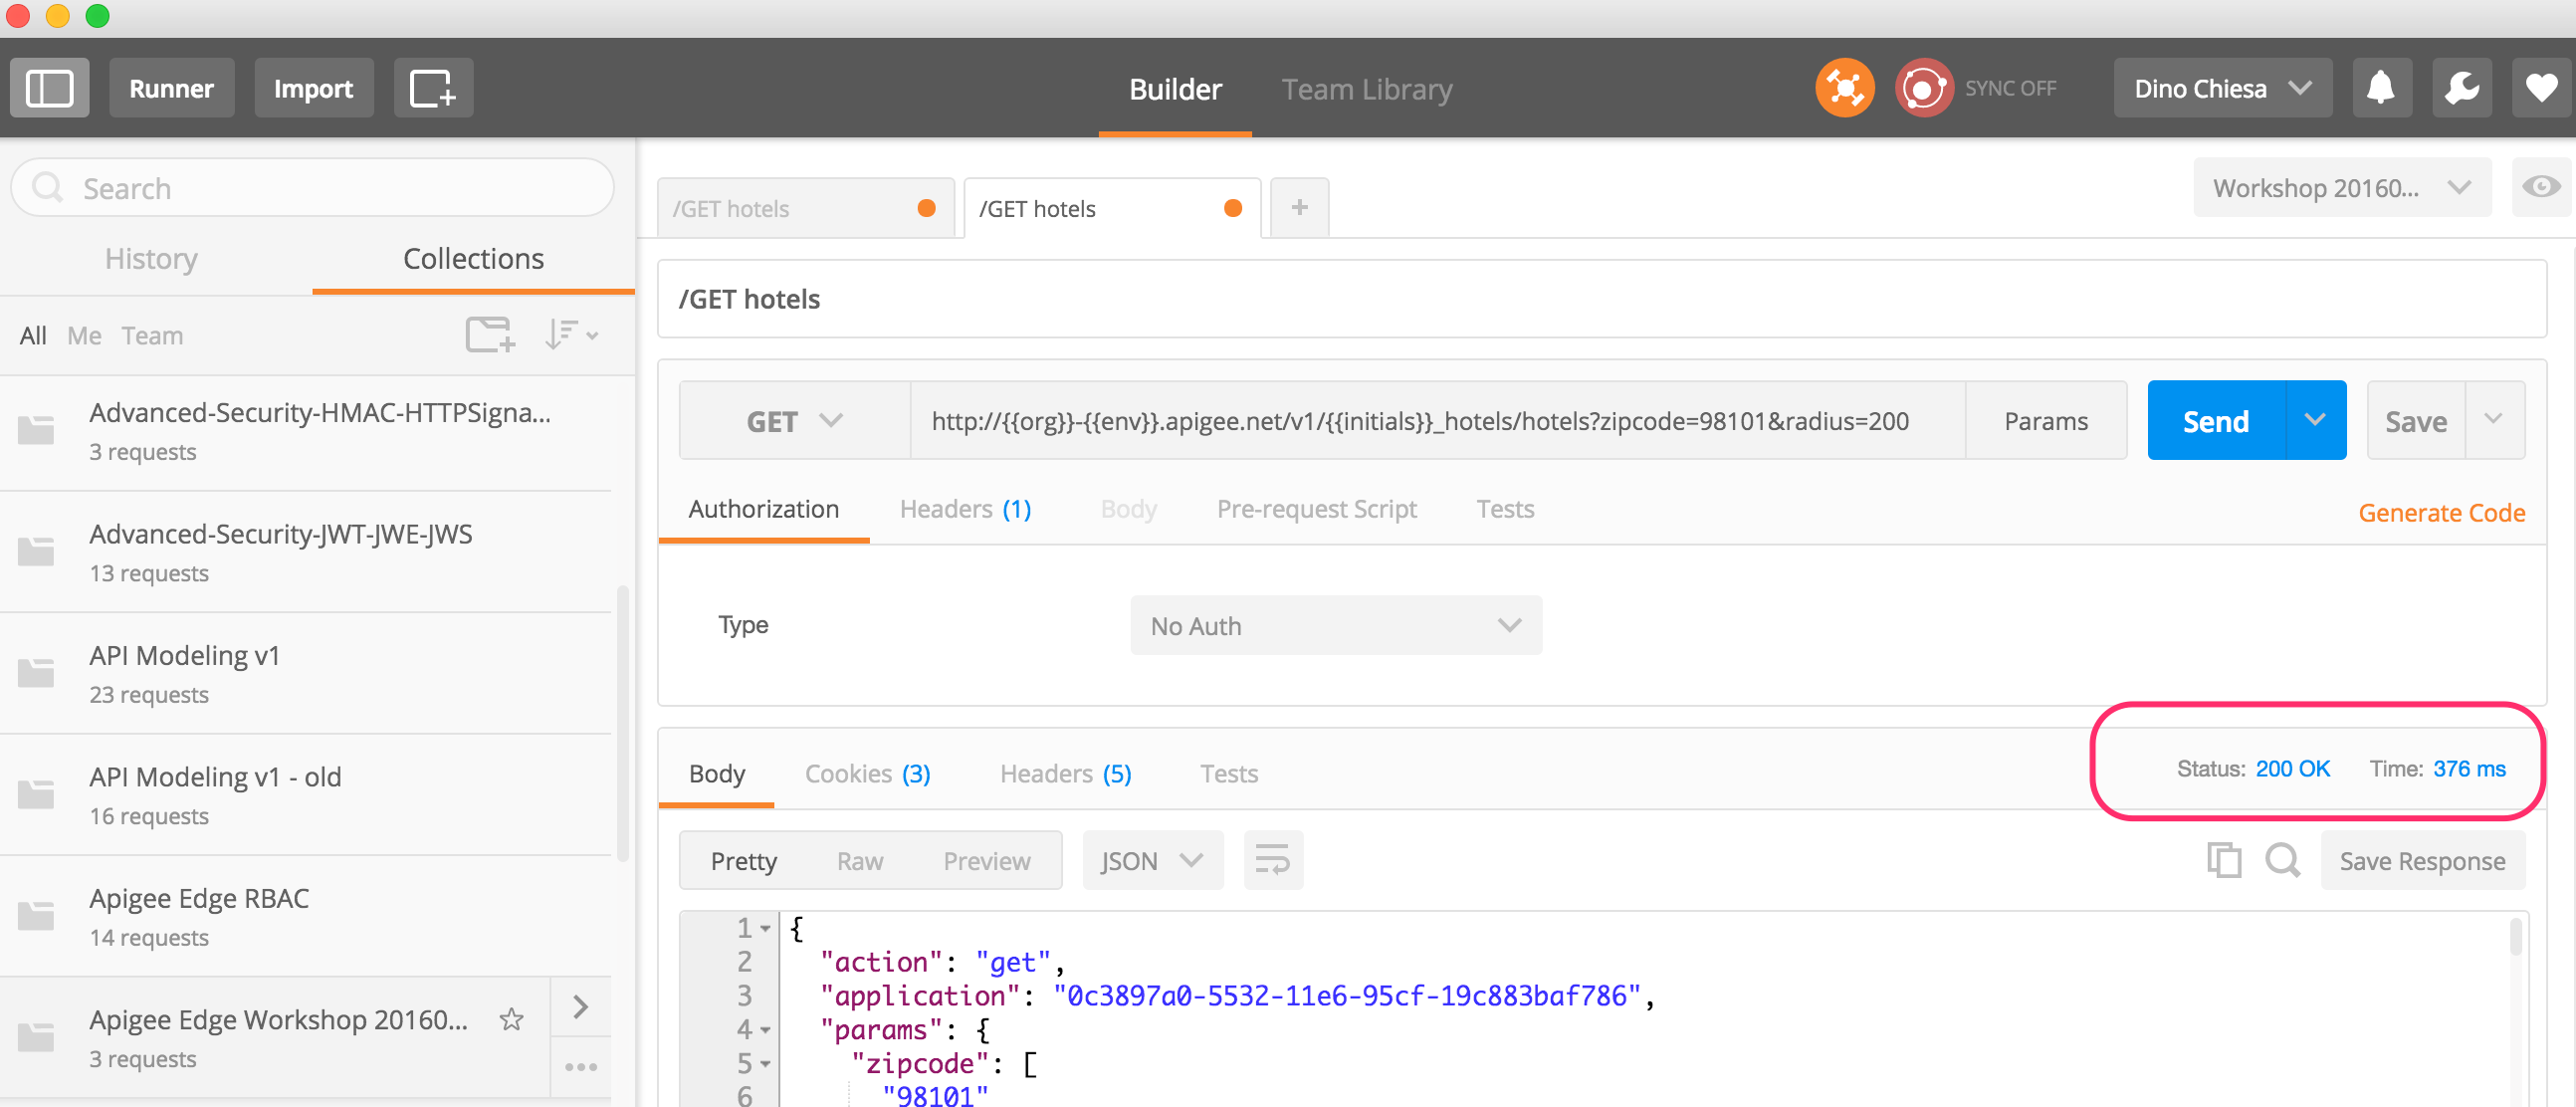 Runner Import Builder Team Library SYNC OFF Dino Chiesa
Search
History Collections
All Me Team
Advanced-Security-HMAC-HTTPSigna...
3 requests
Advanced-Security-JWT-JWE-JWS
13 requests
API Modeling v1
23 requests
API Modeling v1 - old
16 requests
Apigee Edge RBAC
14 requests
Apigee Edge Workshop 20160...
3 requests
/GET hotels /GET hotels + Workshop 20160...
/GET hotels
GET http://{{org}}-{{env}}.apigee.net/v1/{{initials}}_hotels/hotels?zipcode=98101&radius=200 Params Send Save
Authorization Headers (1) Body Pre-request Script Tests Generate Code
Type No Auth
Body Cookies (3) Headers (5) Tests Status: 200 OK Time: 376 ms
Pretty Raw Preview JSON Save Response
1 {
2 "action": "get",
3 "application": "0c3897a0-5532-11e6-95cf-19c883baf786",
4 "params": {
5 "zipcode": [
6 "98101"